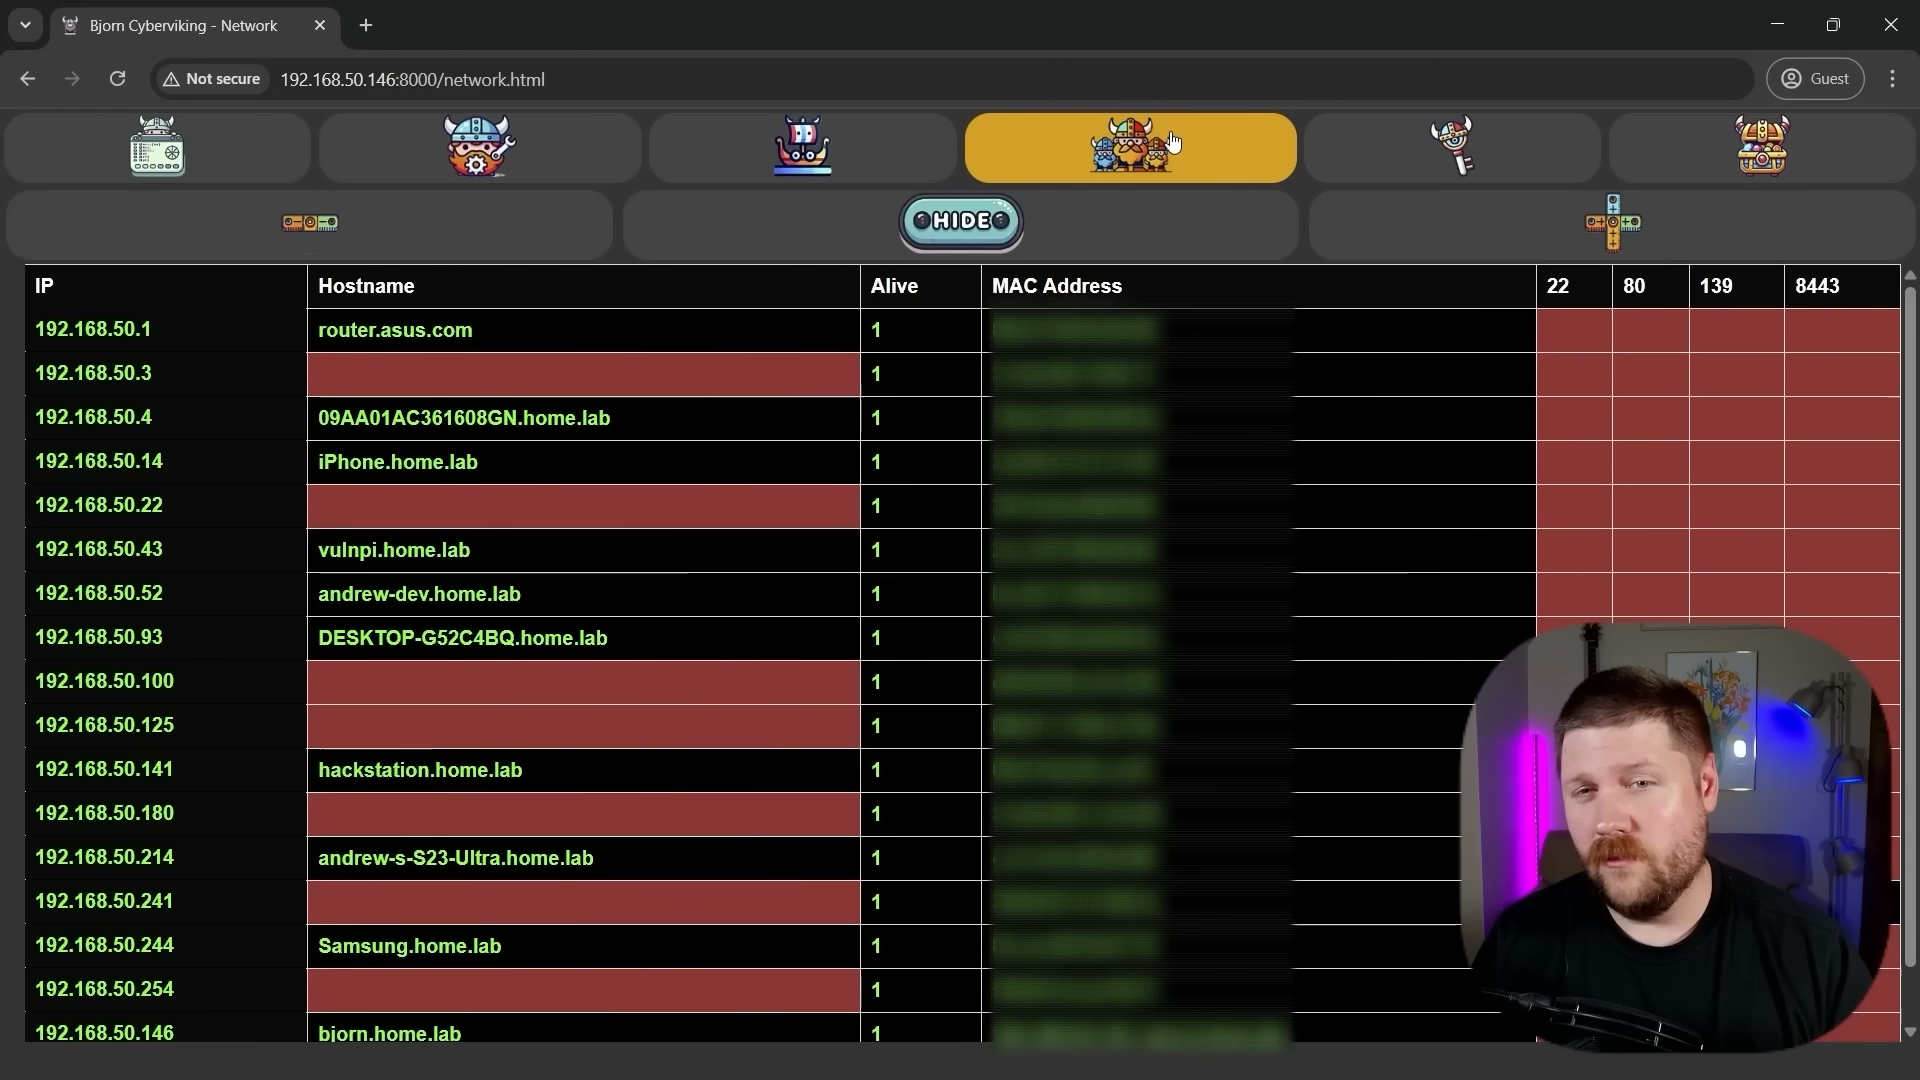 Bjorn Cyberviking - Network
Not secure 192.168.50.146:8000/network.html Guest
HIDE
IP Hostname Alive MAC Address 22 80 139 8443
192.168.50.1 router.asus.com 1
192.168.50.3 1
192.168.50.4 09AA01AC361608GN.home.lab 1
192.168.50.14 iPhone.home.lab 1
192.168.50.22 1
192.168.50.43 vulnpi.home.lab 1
192.168.50.52 andrew-dev.home.lab 1
192.168.50.93 DESKTOP-G52C4BQ.home.lab 1
192.168.50.100 1
192.168.50.125 1
192.168.50.141 hackstation.home.lab 1
192.168.50.180 1
192.168.50.214 andrew-s-S23-Ultra.home.lab 1
192.168.50.241 1
192.168.50.244 Samsung.home.lab 1
192.168.50.254 1
192.168.50.146 bjorn.home.lab 1